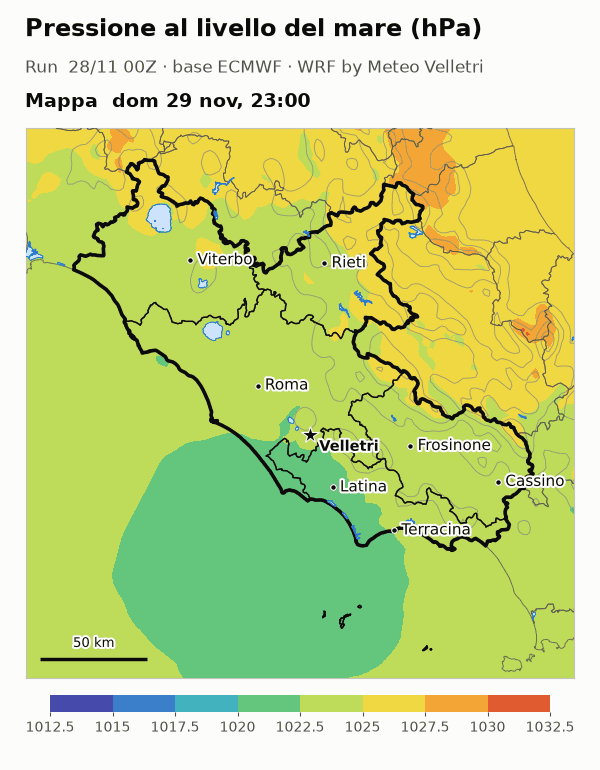 Pressione al livello del mare (hPa)
Run  28/11 00Z · base ECMWF · WRF by Meteo Velletri
Mappa  dom 29 nov, 23:00
Viterbo
Rieti
Roma
Velletri
Frosinone
Latina
Cassino
Terracina
50 km
1012.5 1015 1017.5 1020 1022.5 1025 1027.5 1030 1032.5